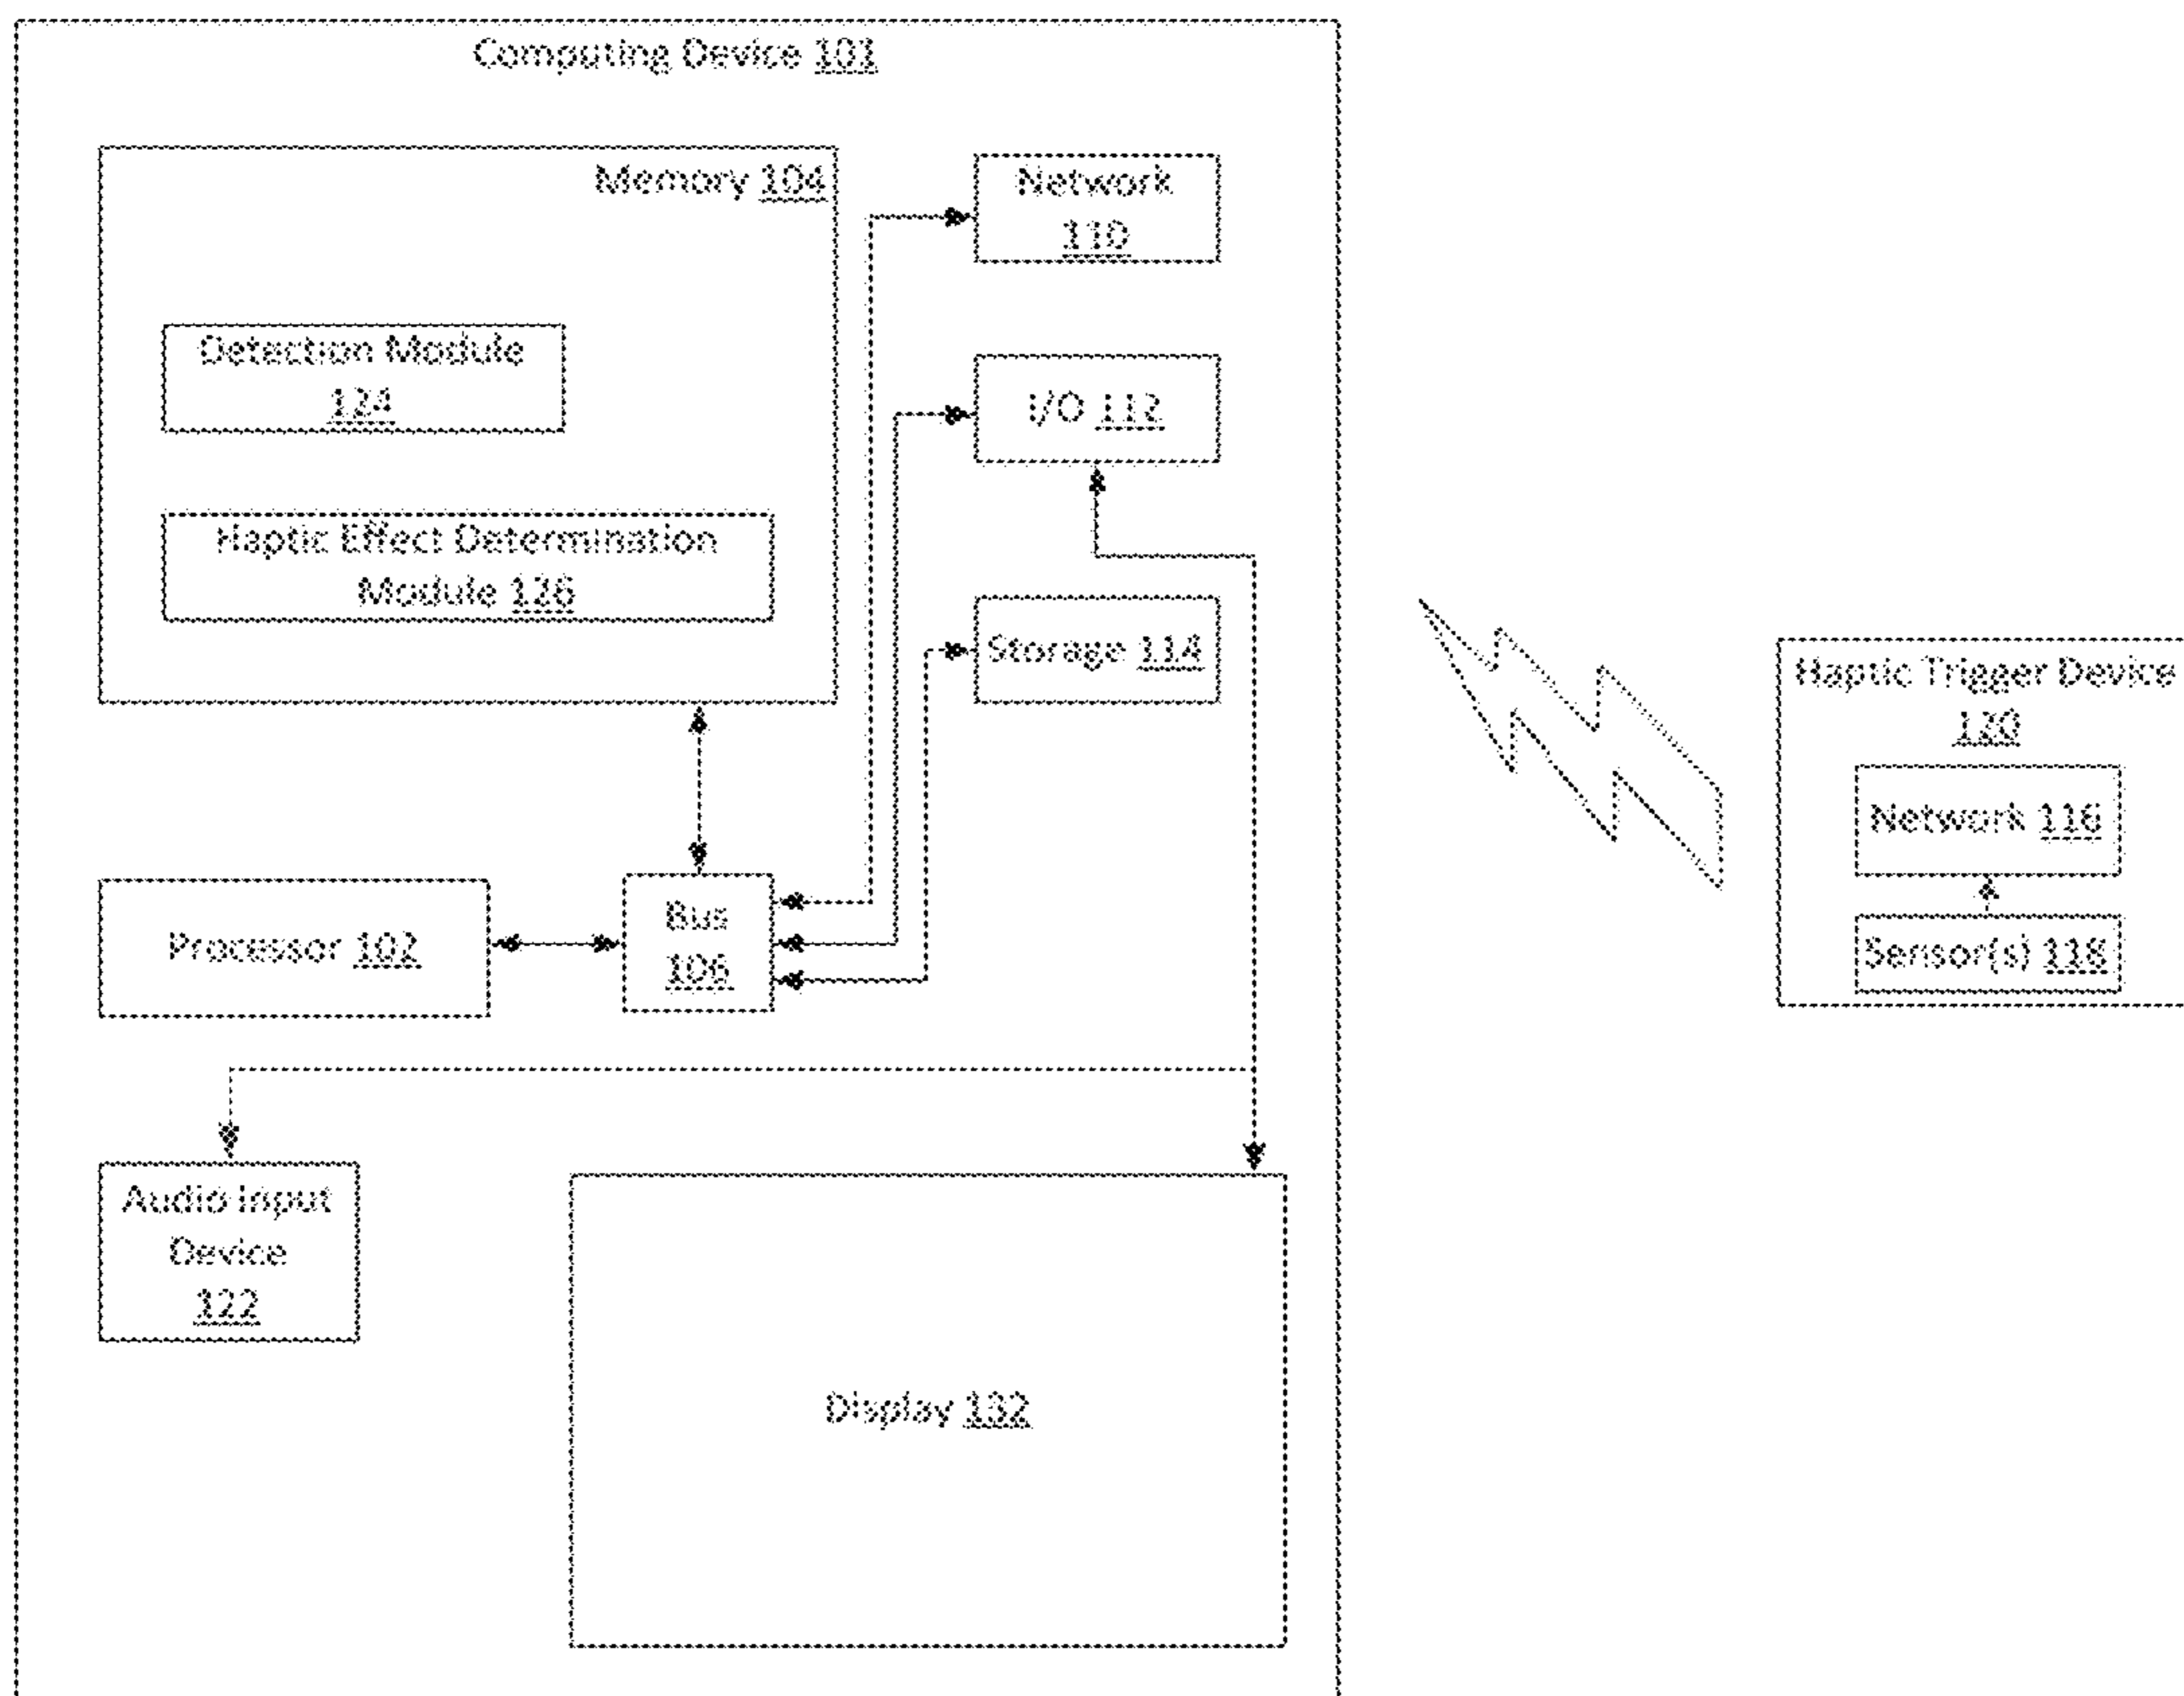 Computing Device 101
Memory 104
Network
110
Detection Module
124
I/O 112
Haptic Effect Determination
Module 126
Storage 114
Haptic Trigger Device
120
Network 116
Sensor(s) 118
Bus
106
Processor 102
Audio Input
Device
122
Display 132